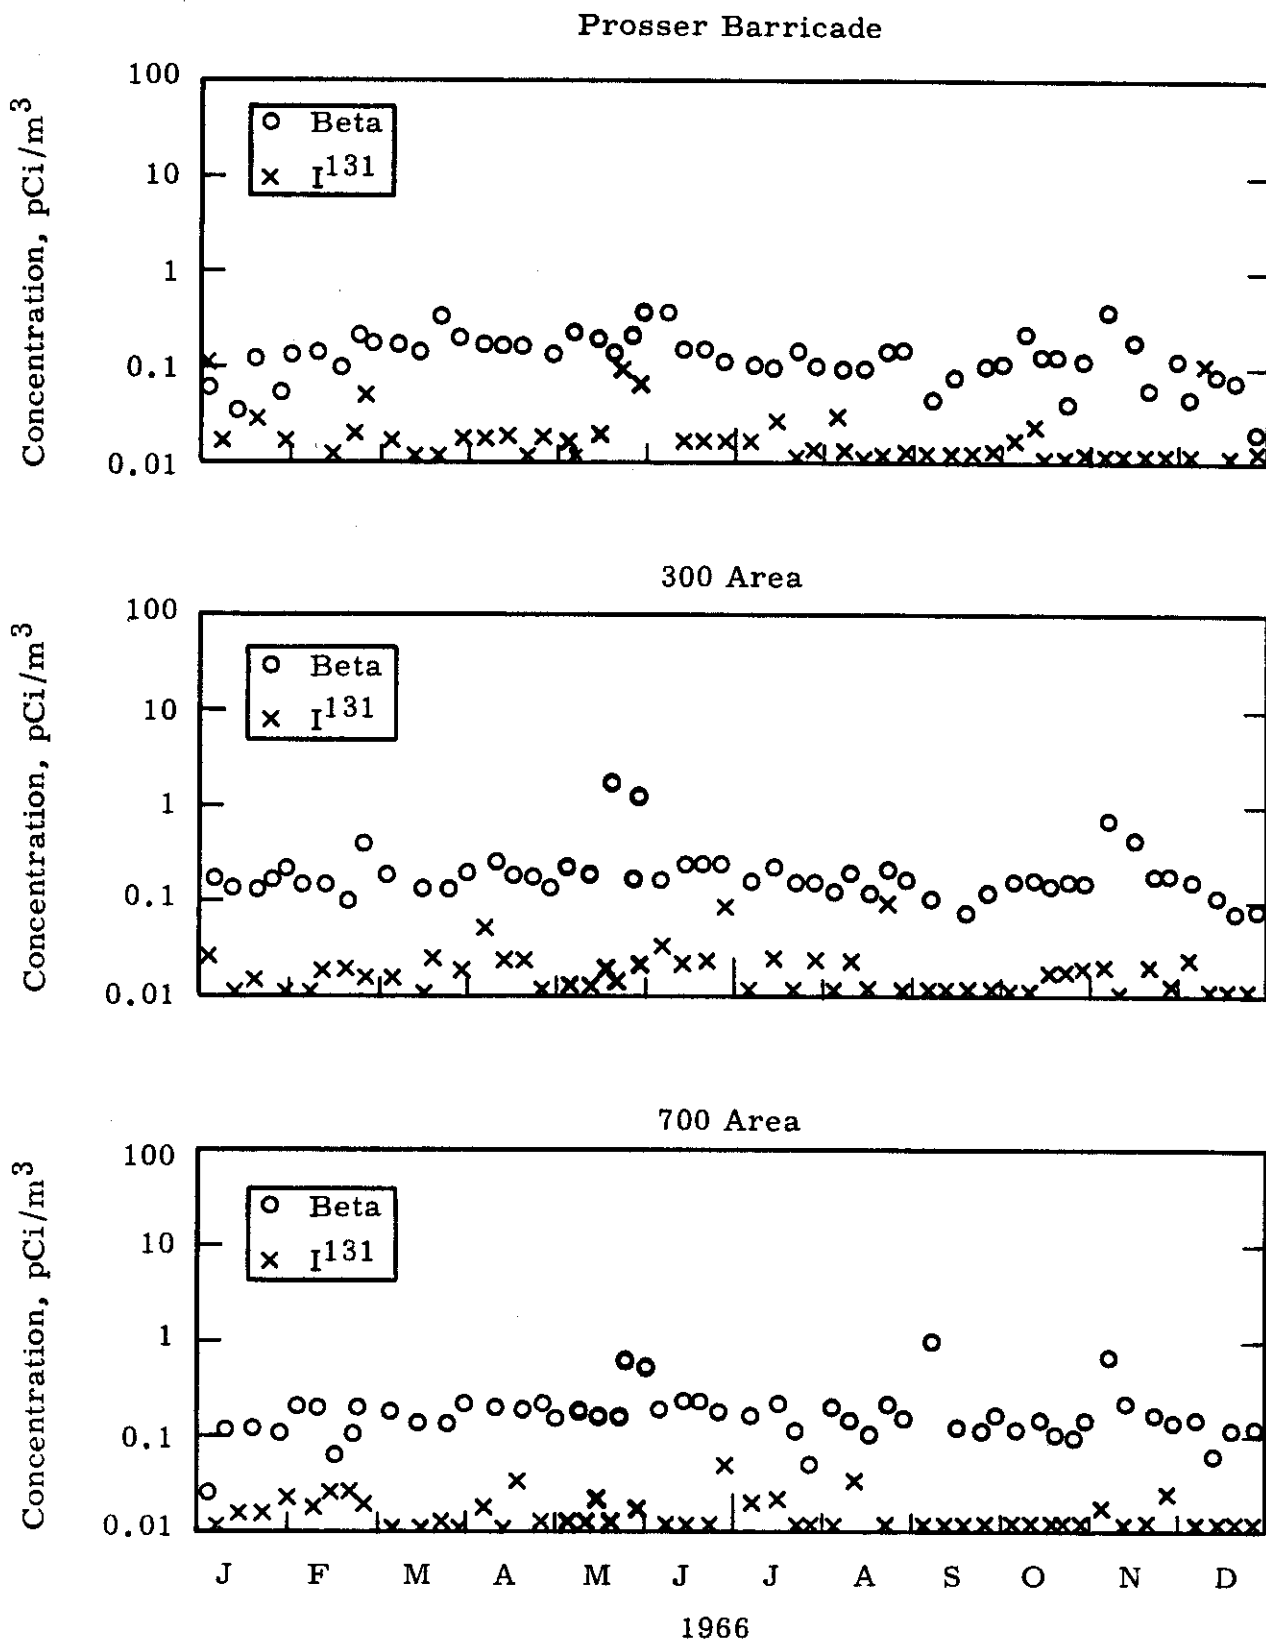 Prosser Barricade
Concentration, pCi/m³
100
10
1
0.1
0.01
Beta
I¹³¹
300 Area
Concentration, pCi/m³
100
10
1
0.1
0.01
Beta
I¹³¹
700 Area
Concentration, pCi/m³
100
10
1
0.1
0.01
Beta
I¹³¹
J F M A M J J A S O N D
1966